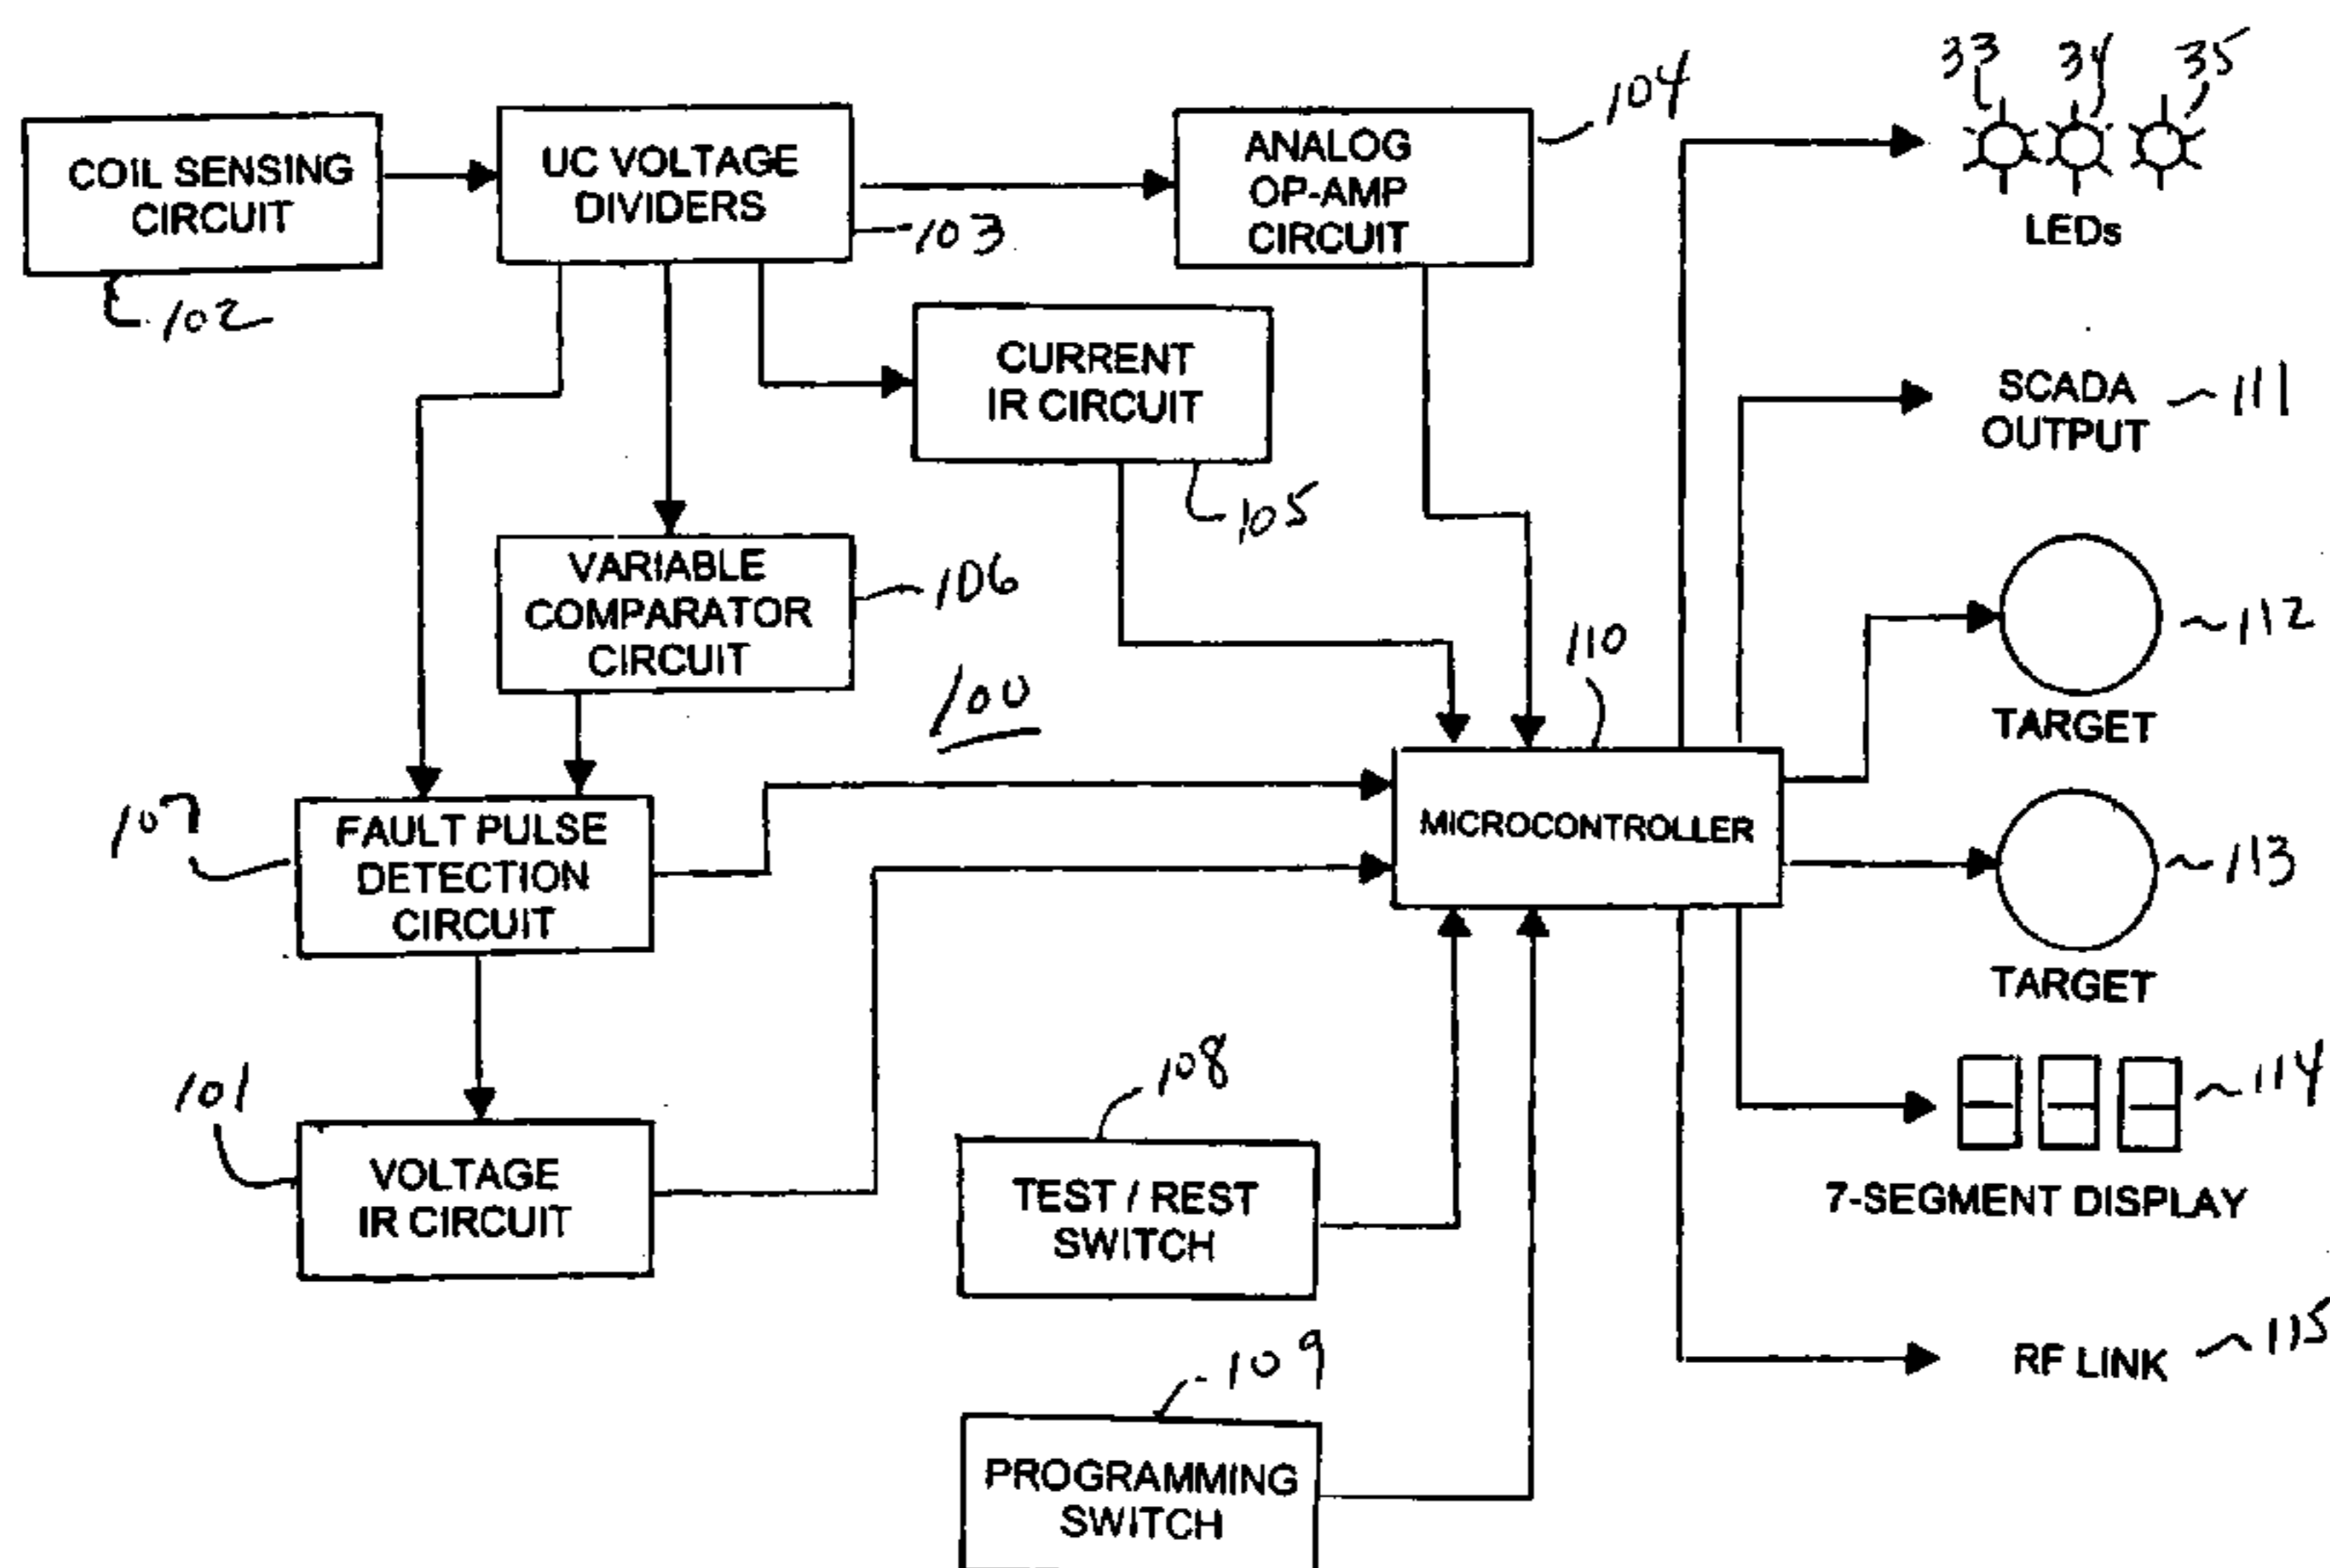 33 34 35
104
COIL SENSING
CIRCUIT
102
UC VOLTAGE
DIVIDERS
103
ANALOG
OP-AMP
CIRCUIT
LEDs
CURRENT
IR CIRCUIT
105
SCADA
OUTPUT
111
VARIABLE
COMPARATOR
CIRCUIT
106
100
110
112
TARGET
107
FAULT PULSE
DETECTION
CIRCUIT
MICROCONTROLLER
113
TARGET
101
VOLTAGE
IR CIRCUIT
108
TEST / REST
SWITCH
114
7-SEGMENT DISPLAY
109
PROGRAMMING
SWITCH
RF LINK
115